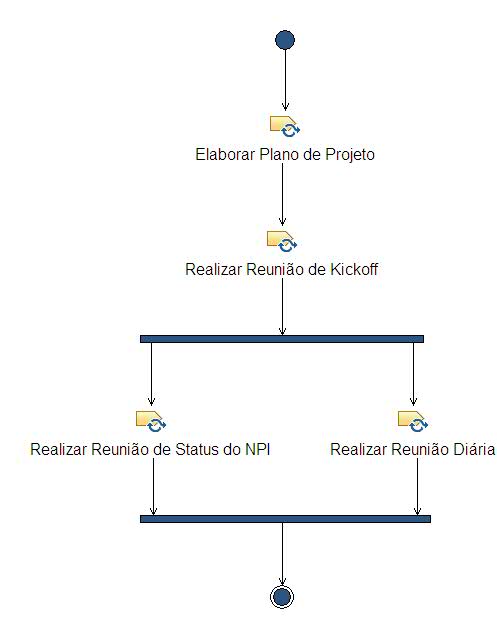 Elaborar Plano de Projeto
Realizar Reunião de Kickoff
Realizar Reunião de Status do NPI
Realizar Reunião Diária